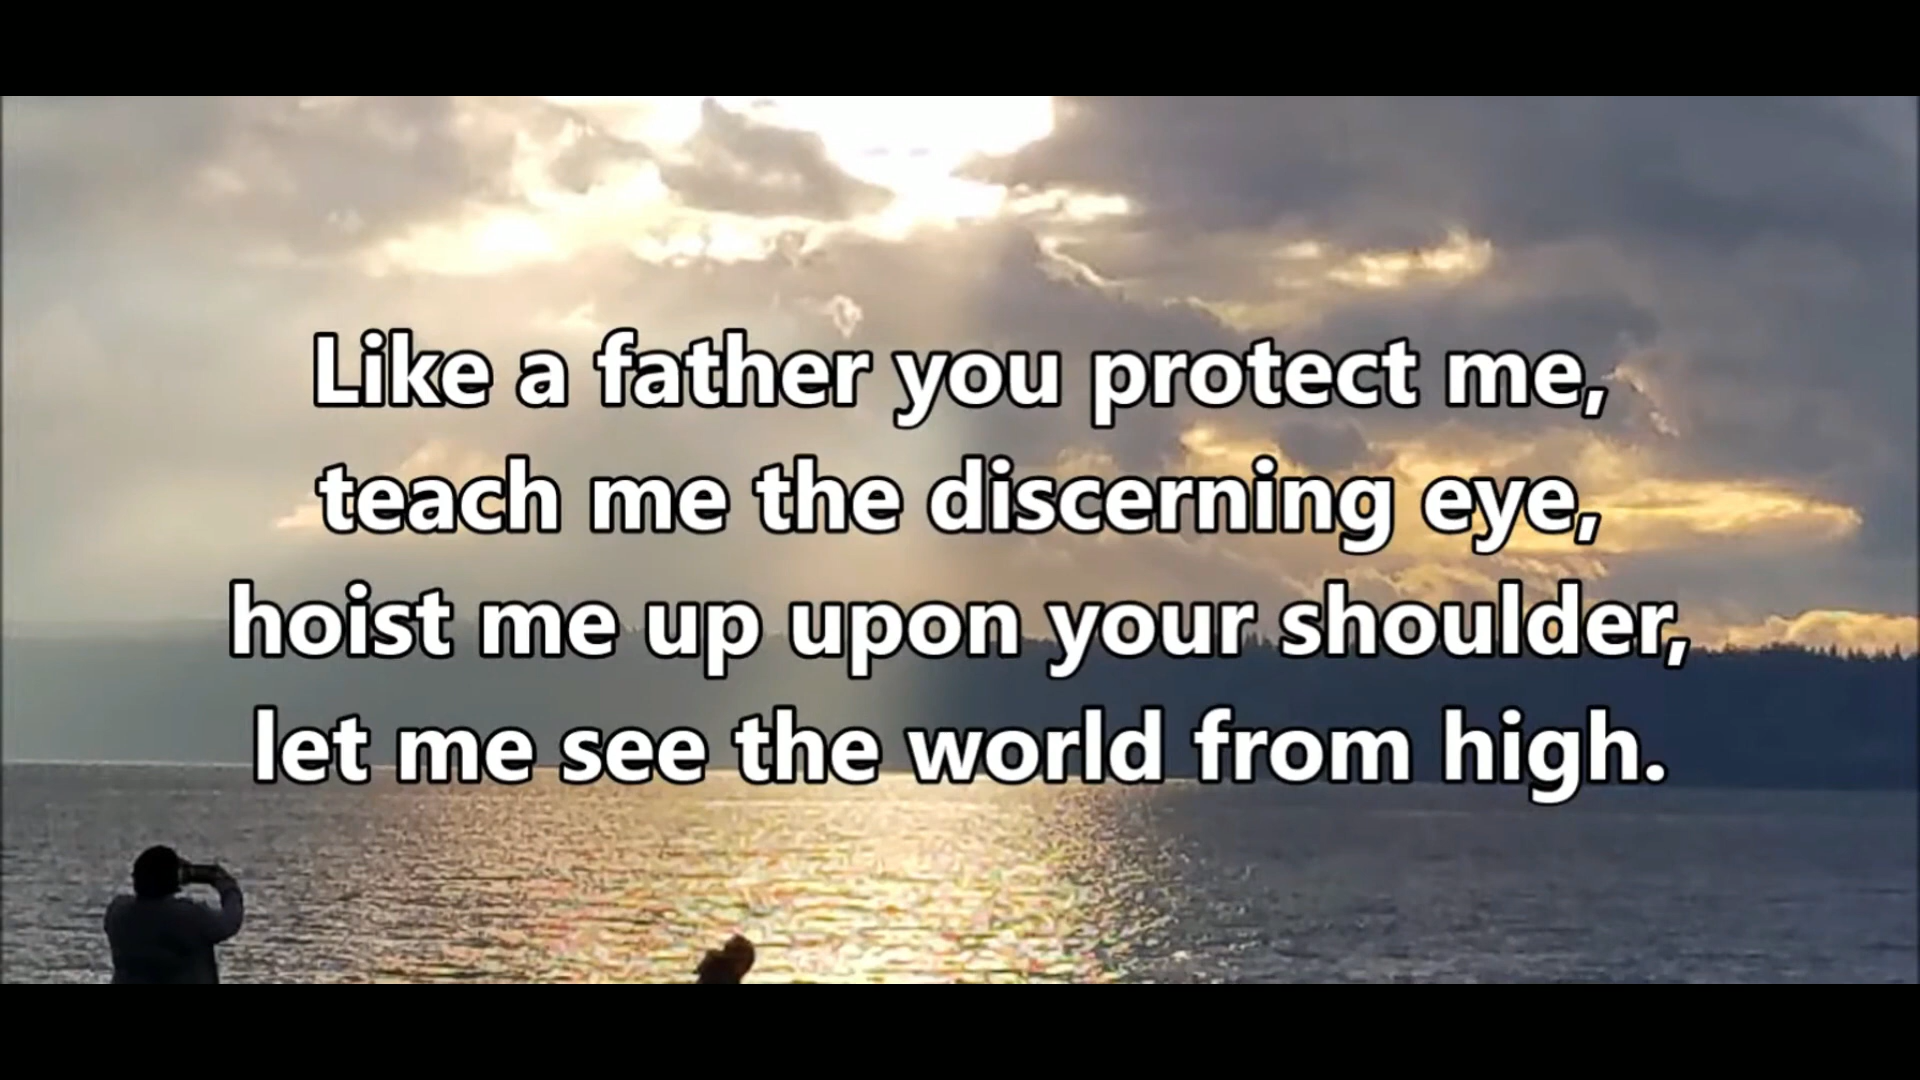 Like a father you protect me,
teach me the discerning eye,
hoist me up upon your shoulder,
let me see the world from high.